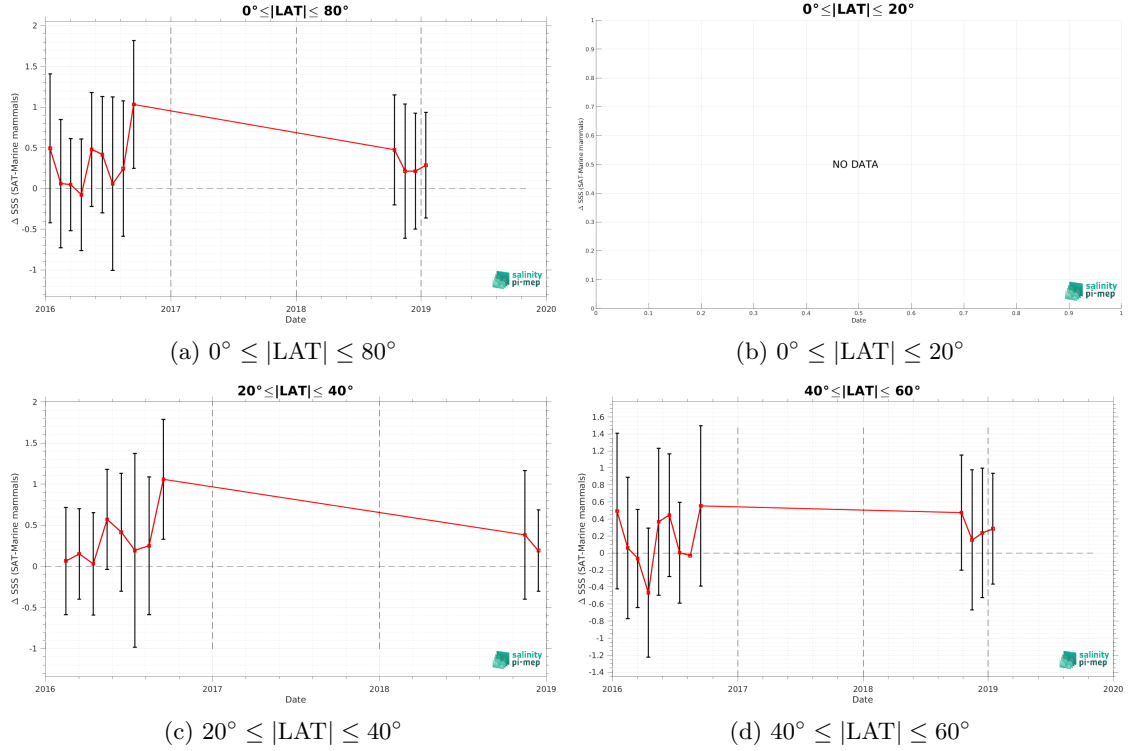 0°≤|LAT|≤ 80°
2
1.5
1
0.5
0
-0.5
-1
Δ SSS (SAT-Marine mammals)
2016
2017
2018
2019
2020
Date
salinity
pi-mep
(a) 0° ≤ |LAT| ≤ 80°
0°≤|LAT|≤ 20°
1
0.9
0.8
0.7
0.6
0.5
0.4
0.3
0.2
0.1
0
Δ SSS (SAT-Marine mammals)
NO DATA
0
0.1
0.2
0.3
0.4
0.5
0.6
0.7
0.8
0.9
1
Date
salinity
pi-mep
(b) 0° ≤ |LAT| ≤ 20°
20°≤|LAT|≤ 40°
2
1.5
1
0.5
0
-0.5
-1
Δ SSS (SAT-Marine mammals)
2016
2017
2018
2019
Date
salinity
pi-mep
(c) 20° ≤ |LAT| ≤ 40°
40°≤|LAT|≤ 60°
1.6
1.4
1.2
1
0.8
0.6
0.4
0.2
0
-0.2
-0.4
-0.6
-0.8
-1
-1.2
-1.4
Δ SSS (SAT-Marine mammals)
2016
2017
2018
2019
2020
Date
salinity
pi-mep
(d) 40° ≤ |LAT| ≤ 60°